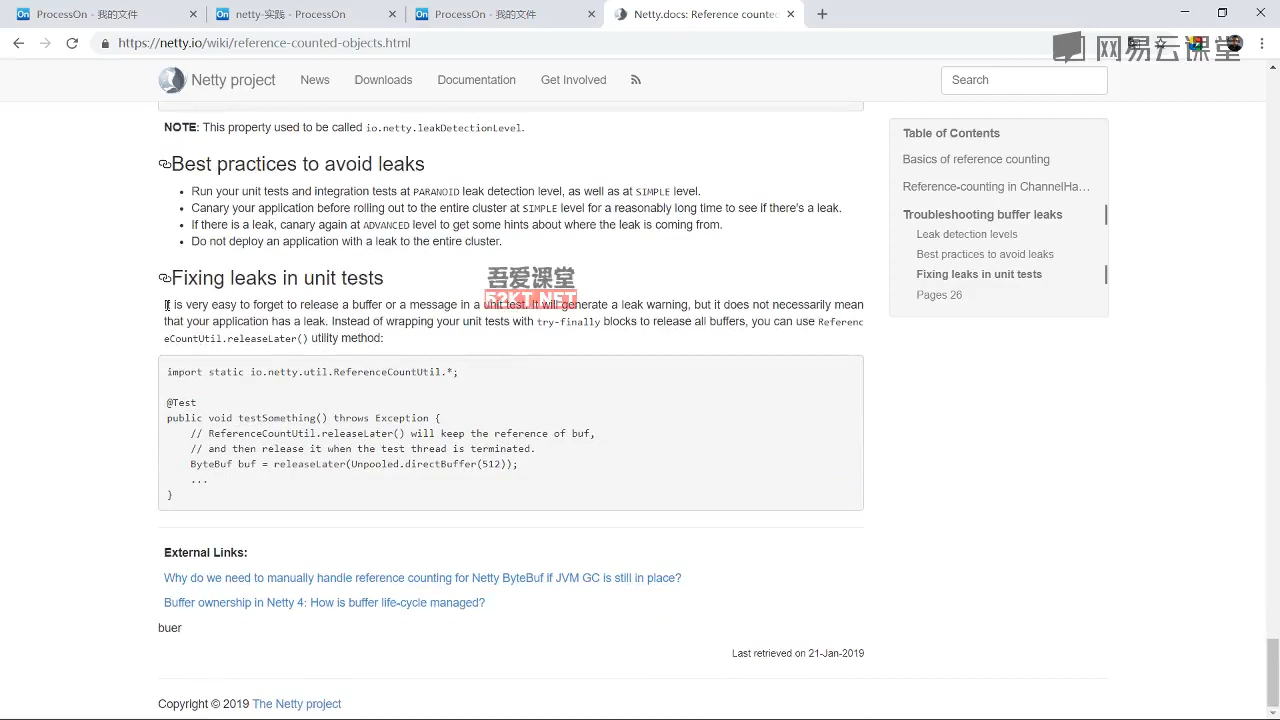 ProcessOn - 我的文件
netty-实践 - ProcessOn
ProcessOn - 我的文件
Netty.docs: Reference counted
https://netty.io/wiki/reference-counted-objects.html
网易云课堂
Netty project
News
Downloads
Documentation
Get Involved
Search
NOTE: This property used to be called io.netty.leakDetectionLevel.
Best practices to avoid leaks
Run your unit tests and integration tests at PARANOID leak detection level, as well as at SIMPLE level.
Canary your application before rolling out to the entire cluster at SIMPLE level for a reasonably long time to see if there's a leak.
If there is a leak, canary again at ADVANCED level to get some hints about where the leak is coming from.
Do not deploy an application with a leak to the entire cluster.
Fixing leaks in unit tests
吾爱课堂
52KT.NET
It is very easy to forget to release a buffer or a message in a unit test. It will generate a leak warning, but it does not necessarily mean
that your application has a leak. Instead of wrapping your unit tests with try-finally blocks to release all buffers, you can use Referenc
eCountUtil.releaseLater() utility method:
import static io.netty.util.ReferenceCountUtil.*;
@Test
public void testSomething() throws Exception {
// ReferenceCountUtil.releaseLater() will keep the reference of buf,
// and then release it when the test thread is terminated.
ByteBuf buf = releaseLater(Unpooled.directBuffer(512));
...
}
External Links:
Why do we need to manually handle reference counting for Netty ByteBuf if JVM GC is still in place?
Buffer ownership in Netty 4: How is buffer life-cycle managed?
buer
Last retrieved on 21-Jan-2019
Copyright © 2019 The Netty project
Table of Contents
Basics of reference counting
Reference-counting in ChannelHa…
Troubleshooting buffer leaks
Leak detection levels
Best practices to avoid leaks
Fixing leaks in unit tests
Pages 26